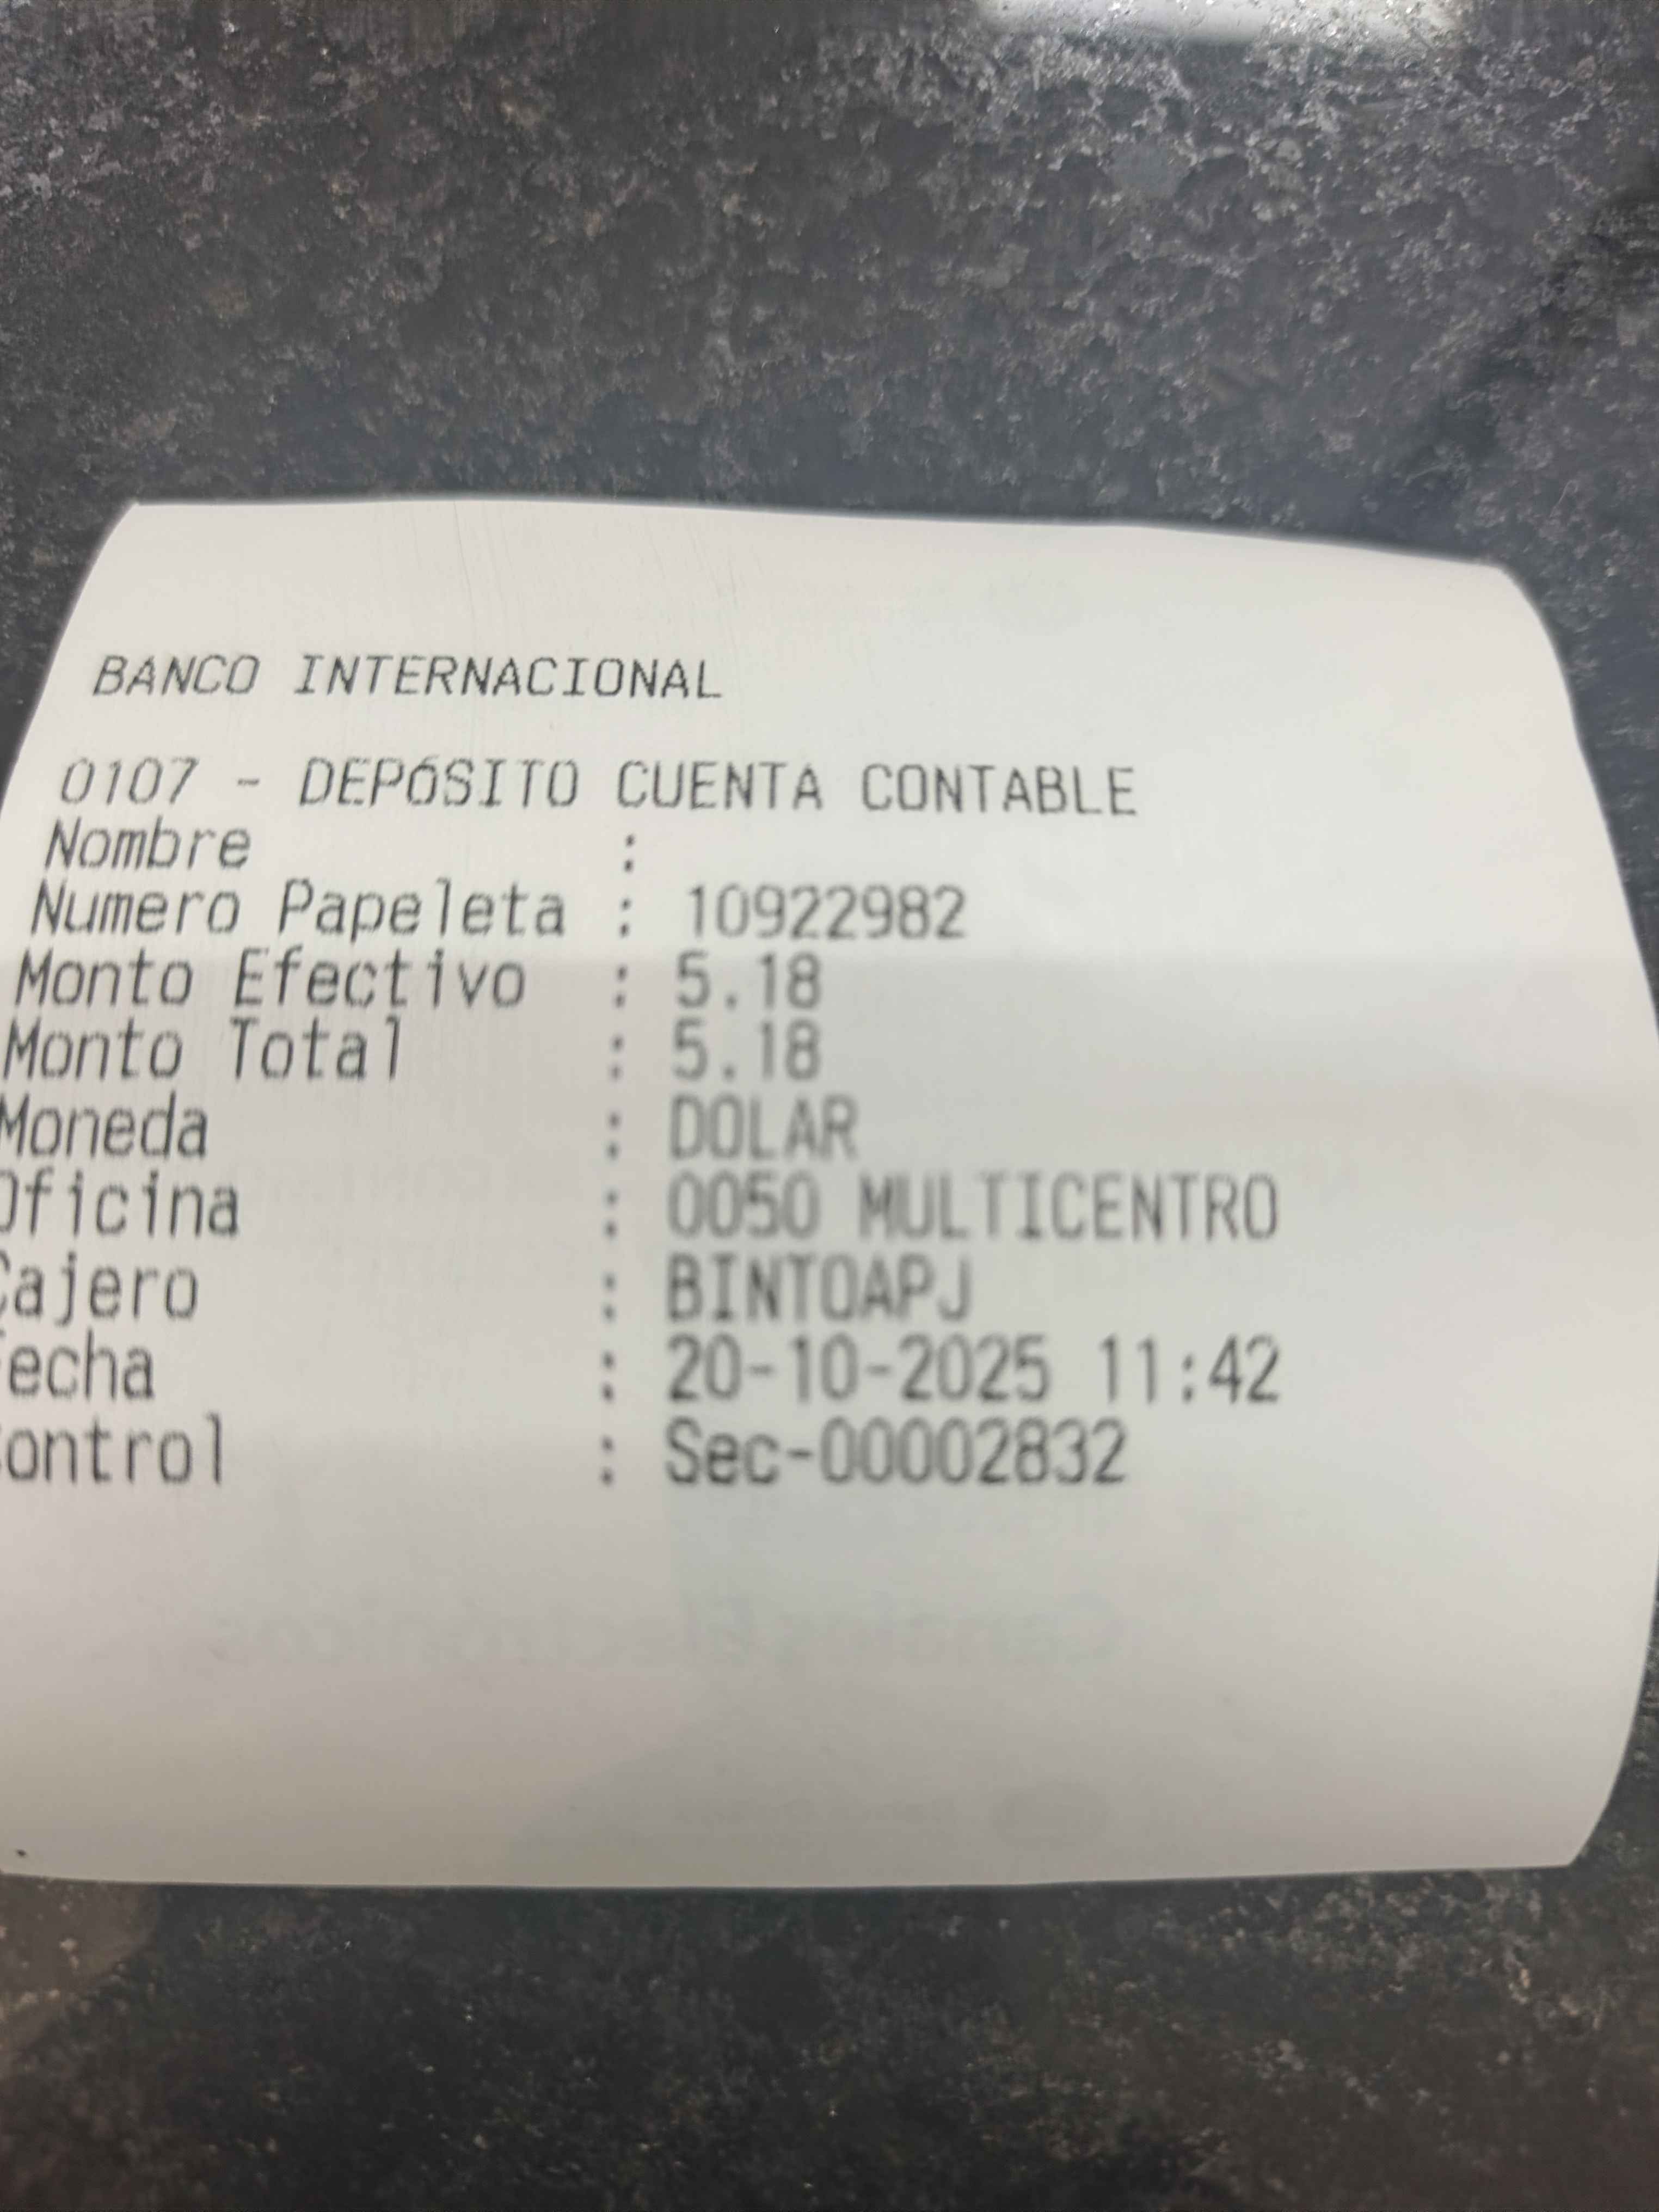 BANCO INTERNACIONAL
0107 - DEPÓSITO CUENTA CONTABLE
Nombre :
Numero Papeleta : 10922982
Monto Efectivo : 5.18
Monto Total : 5.18
Moneda : DOLAR
Oficina : 0050 MULTICENTRO
Cajero : BINTOAPJ
Fecha : 20-10-2025 11:42
Control : Sec-00002832